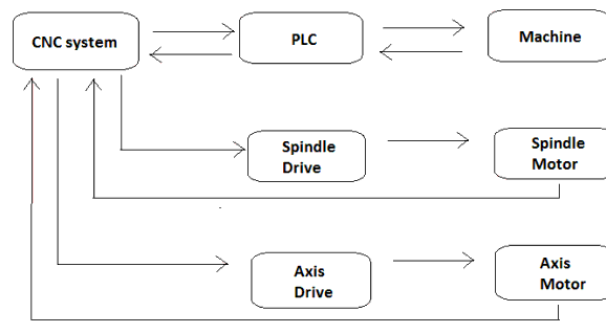 CNC system
PLC
Machine
Spindle
Drive
Spindle
Motor
Axis
Drive
Axis
Motor